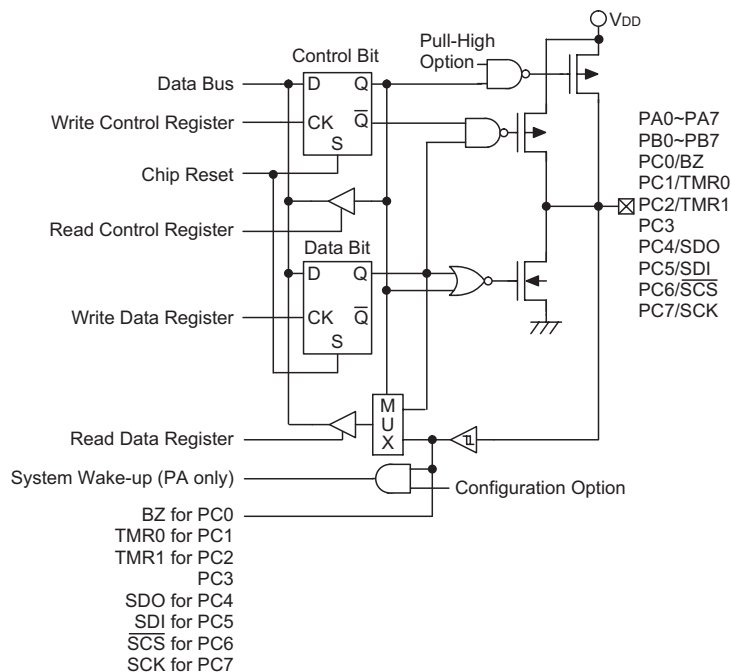 VDD
Control Bit
Pull-High
Option
Data Bus
D Q
Write Control Register
CK Q̅
S
Chip Reset
Read Control Register
Data Bit
D Q
Write Data Register
CK Q̅
S
M
U
X
Read Data Register
System Wake-up (PA only)
Configuration Option
PA0~PA7
PB0~PB7
PC0/BZ
PC1/TMR0
PC2/TMR1
PC3
PC4/SDO
PC5/SDI
PC6/S̅C̅S̅
PC7/SCK
BZ for PC0
TMR0 for PC1
TMR1 for PC2
PC3
SDO for PC4
SDI for PC5
S̅C̅S̅ for PC6
SCK for PC7